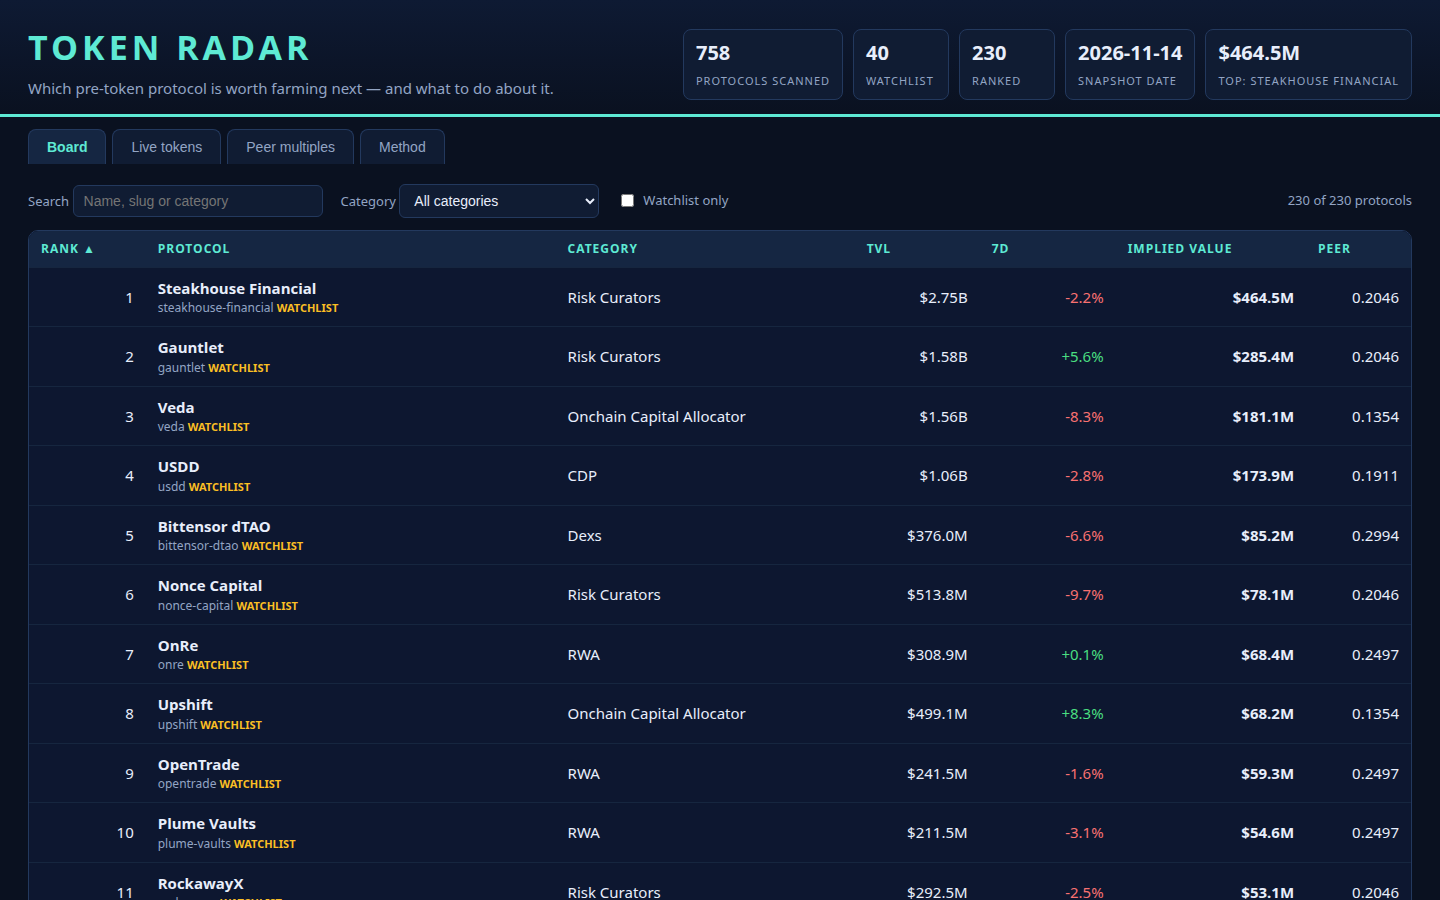 TOKEN RADAR
Which pre-token protocol is worth farming next — and what to do about it.
758
PROTOCOLS SCANNED
40
WATCHLIST
230
RANKED
2026-11-14
SNAPSHOT DATE
$464.5M
TOP: STEAKHOUSE FINANCIAL
Board Live tokens Peer multiples Method
Search Name, slug or category Category All categories Watchlist only 230 of 230 protocols
RANK ▲ PROTOCOL CATEGORY TVL 7D IMPLIED VALUE PEER
1 Steakhouse Financial Risk Curators $2.75B -2.2% $464.5M 0.2046
steakhouse-financial WATCHLIST
2 Gauntlet Risk Curators $1.58B +5.6% $285.4M 0.2046
gauntlet WATCHLIST
3 Veda Onchain Capital Allocator $1.56B -8.3% $181.1M 0.1354
veda WATCHLIST
4 USDD CDP $1.06B -2.8% $173.9M 0.1911
usdd WATCHLIST
5 Bittensor dTAO Dexs $376.0M -6.6% $85.2M 0.2994
bittensor-dtao WATCHLIST
6 Nonce Capital Risk Curators $513.8M -9.7% $78.1M 0.2046
nonce-capital WATCHLIST
7 OnRe RWA $308.9M +0.1% $68.4M 0.2497
onre WATCHLIST
8 Upshift Onchain Capital Allocator $499.1M +8.3% $68.2M 0.1354
upshift WATCHLIST
9 OpenTrade RWA $241.5M -1.6% $59.3M 0.2497
opentrade WATCHLIST
10 Plume Vaults RWA $211.5M -3.1% $54.6M 0.2497
plume-vaults WATCHLIST
11 RockawayX Risk Curators $292.5M -2.5% $53.1M 0.2046